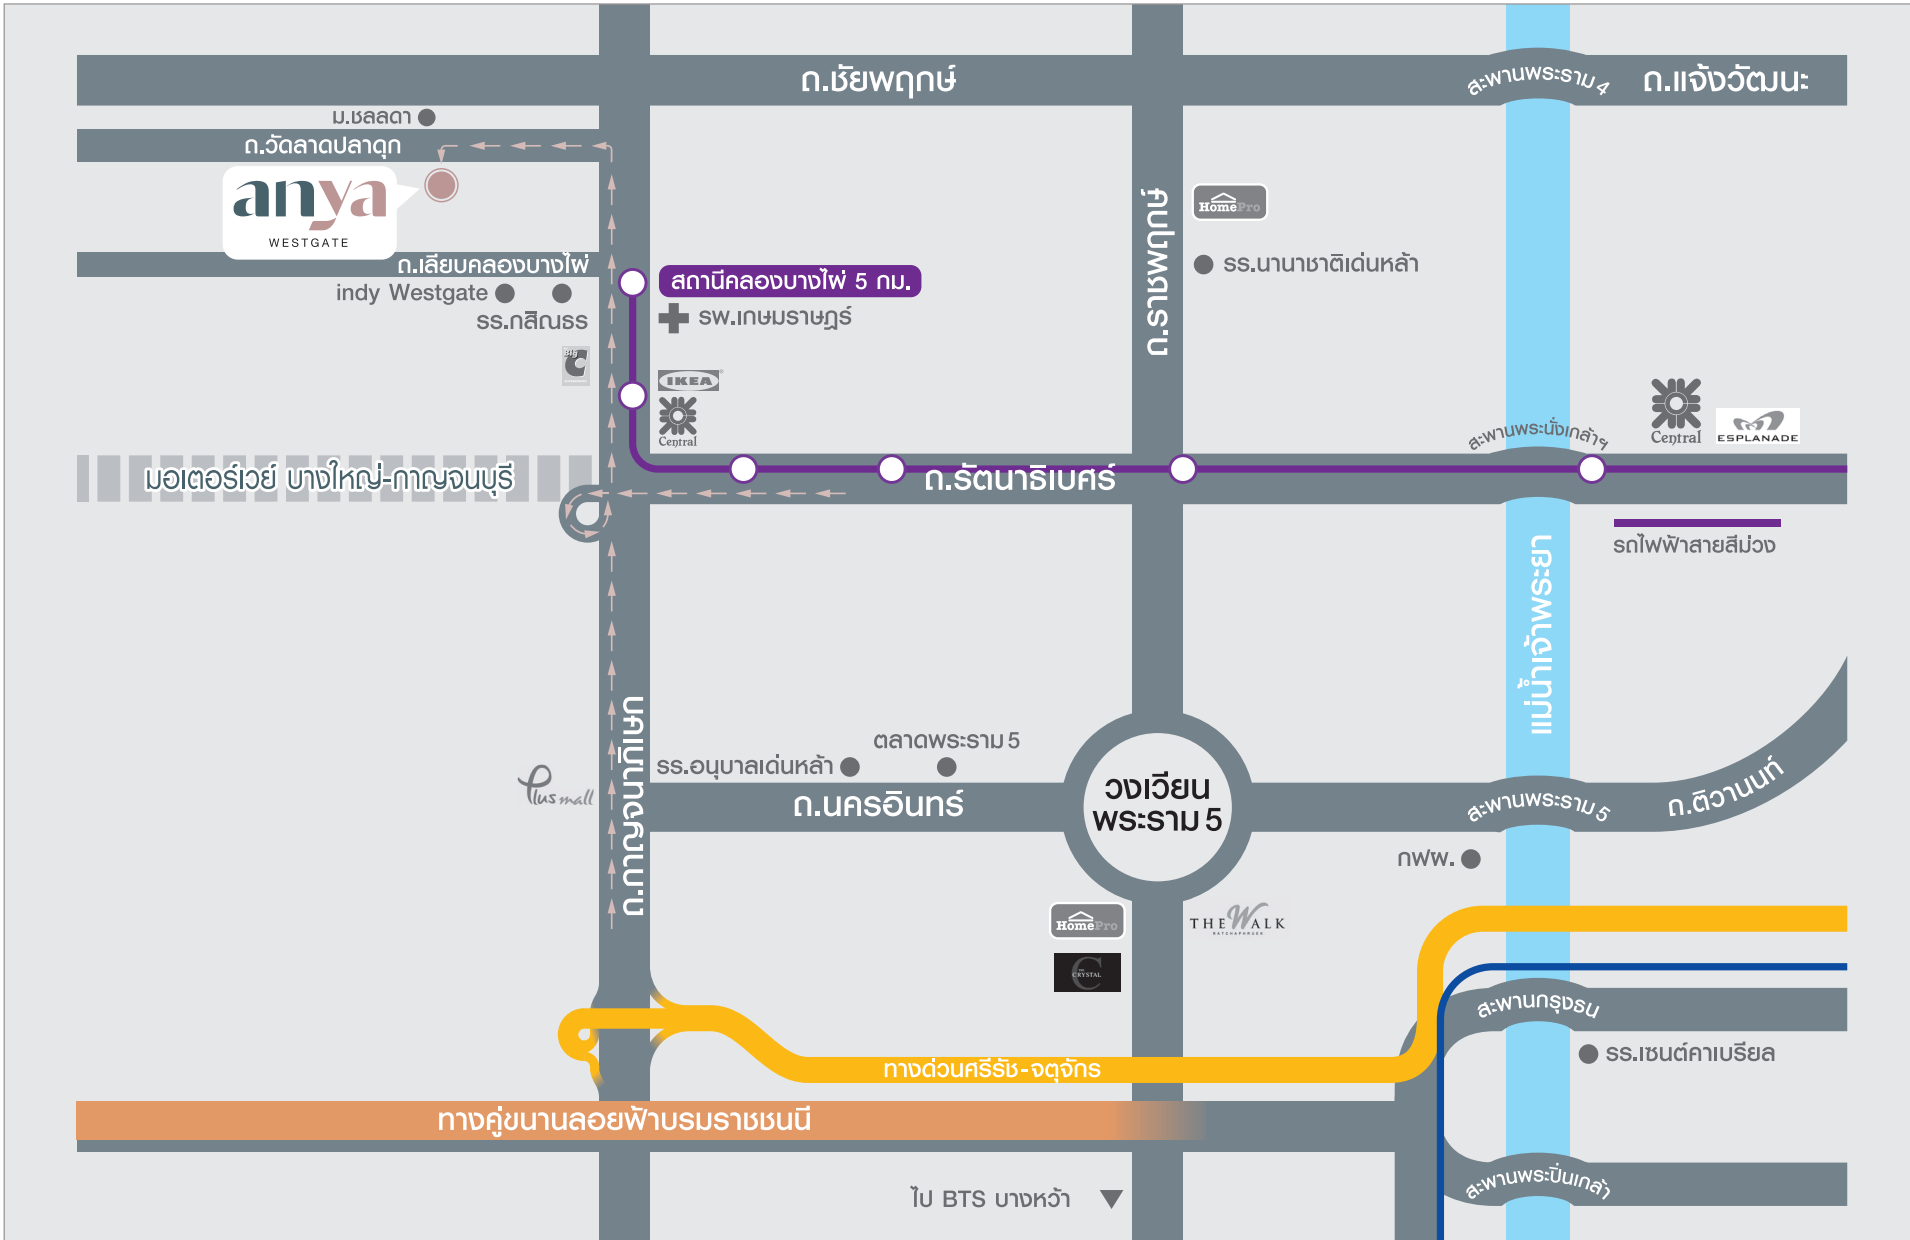 ถ.ชัยพฤกษ์
สะพานพระราม 4
ถ.แจ้งวัฒนะ
ม.ชลลดา
ถ.วัดลาดปลาดุก
anya
WESTGATE
ถ.ราชพฤกษ์
HomePro
รร.นานาชาติเด่นหล้า
ถ.เลียบคลองบางไผ่
indy Westgate
รร.กสิณธร
สถานีคลองบางไผ่ 5 กม.
รพ.เกษมราษฎร์
Big C
IKEA
Central
Central
ESPLANADE
สะพานพระนั่งเกล้าฯ
มอเตอร์เวย์ บางใหญ่-กาญจนบุรี
ถ.รัตนาธิเบศร์
รถไฟฟ้าสายสีม่วง
แม่น้ำเจ้าพระยา
ถ.กาญจนาภิเษก
Plus mall
รร.อนุบาลเด่นหล้า
ตลาดพระราม 5
ถ.นครอินทร์
วงเวียน
พระราม 5
สะพานพระราม 5
ถ.ติวานนท์
กฟผ.
HomePro
THE WALK
RATCHAPHRUEK
THE
CRYSTAL
สะพานกรุงธน
รร.เซนต์คาเบรียล
ทางด่วนศรีรัช-จตุจักร
ทางคู่ขนานลอยฟ้าบรมราชชนนี
สะพานพระปิ่นเกล้า
ไป BTS บางหว้า